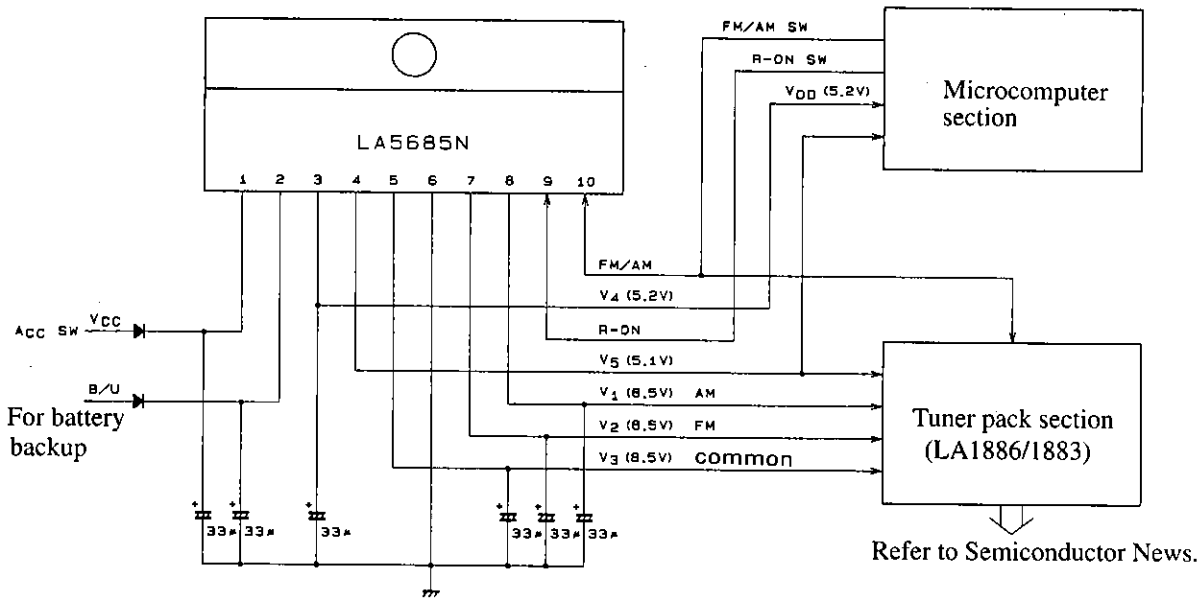 FM/AM SW
R-ON SW
VDD (5.2V)
Microcomputer
section
LA5685N
1 2 3 4 5 6 7 8 9 10
FM/AM
V4 (5.2V)
ACC SW VCC
R-ON
V5 (5.1V)
B/U
For battery
backup
V1 (8.5V) AM
V2 (8.5V) FM
V3 (8.5V) common
Tuner pack section
(LA1886/1883)
+ + + + + +
33μ 33μ 33μ 33μ 33μ 33μ
Refer to Semiconductor News.